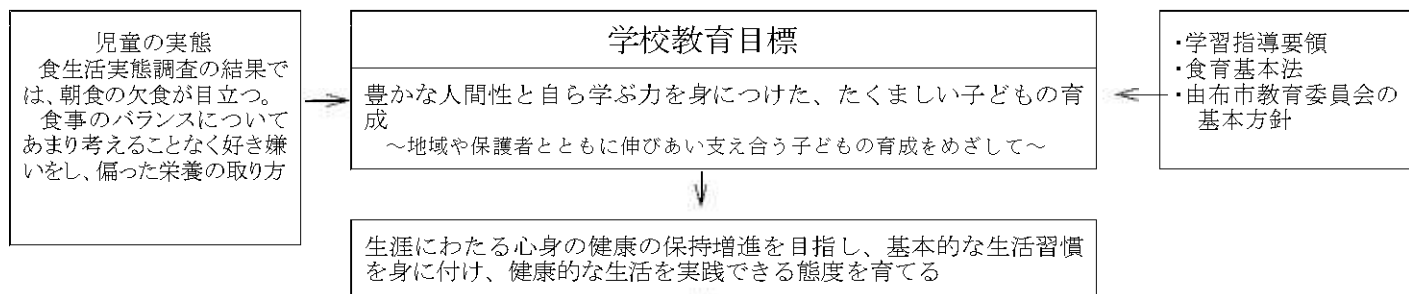 児童の実態
食生活実態調査の結果で
は、朝食の欠食が目立つ。
食事のバランスについて
あまり考えることなく好き嫌
いをし、偏った栄養の取り方
学校教育目標
豊かな人間性と自ら学ぶ力を身につけた、たくましい子どもの育
成
～地域や保護者とともに伸びあい支え合う子どもの育成をめざして～
・学習指導要領
・食育基本法
・由布市教育委員会の
基本方針
生涯にわたる心身の健康の保持増進を目指し、基本的な生活習慣
を身に付け、健康的な生活を実践できる態度を育てる